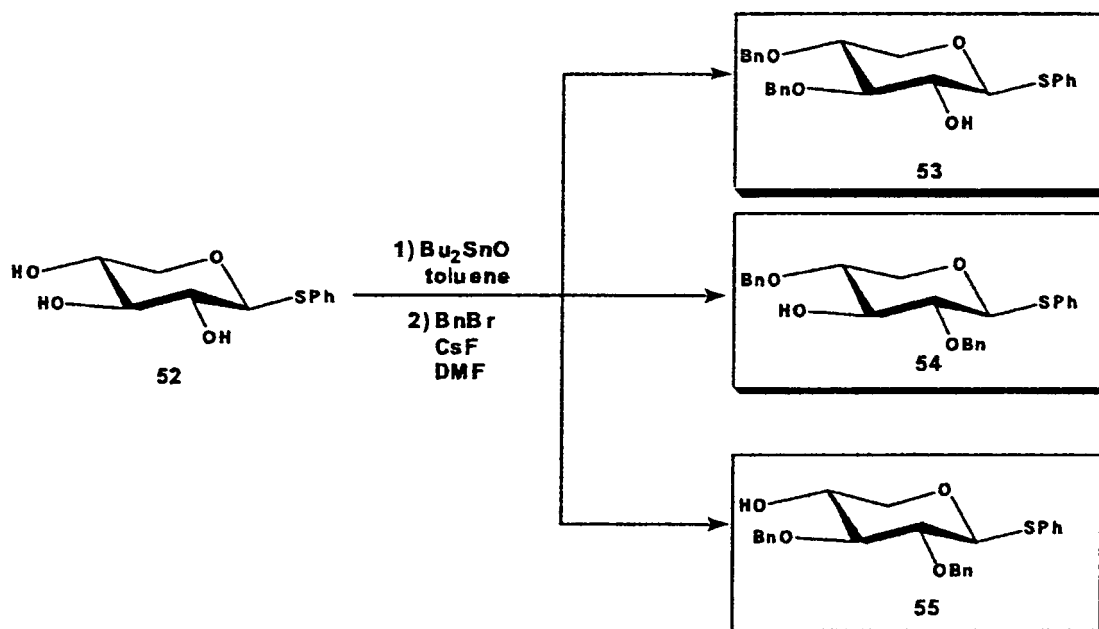 O
BnO
BnO
SPh
OH
53
HO
HO
O
SPh
OH
52
1) Bu₂SnO
toluene
2) BnBr
CsF
DMF
O
BnO
HO
SPh
OBn
54
HO
O
BnO
SPh
OBn
55